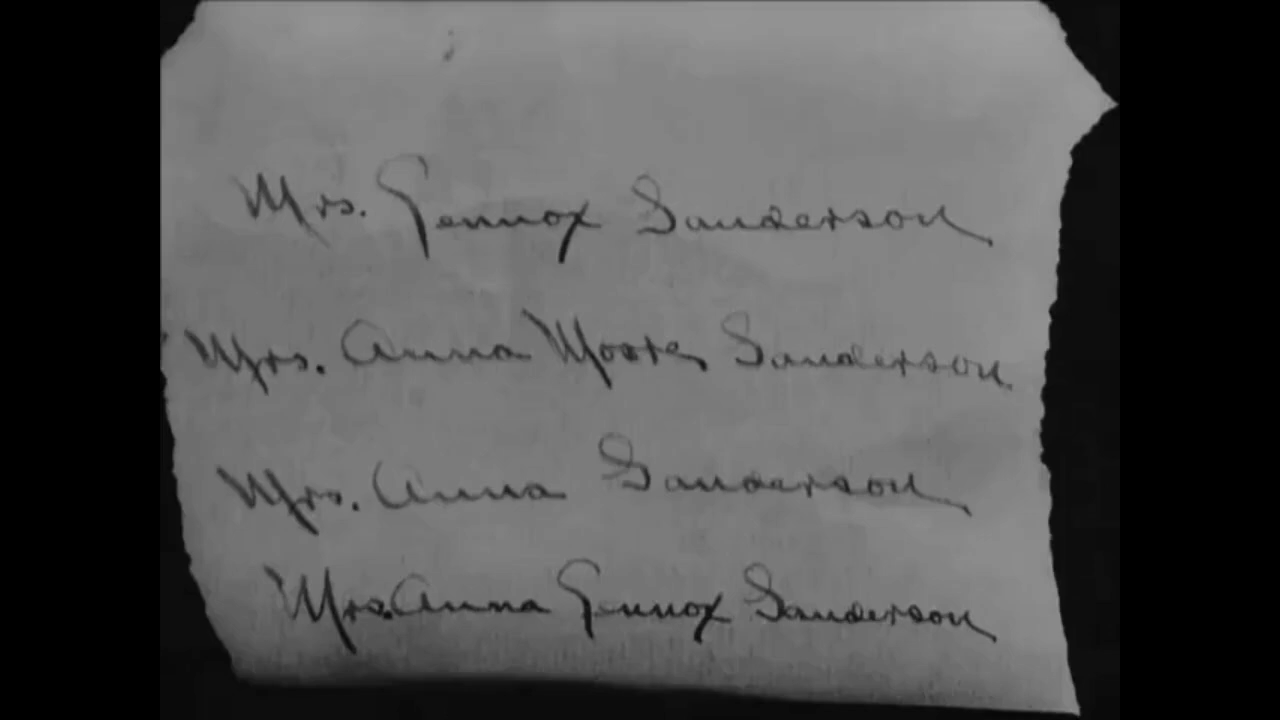 Mrs. Lennox Sanderson
Mrs. Anna Moore Sanderson
Mrs. Anna Sanderson
Mrs. Anna Lennox Sanderson